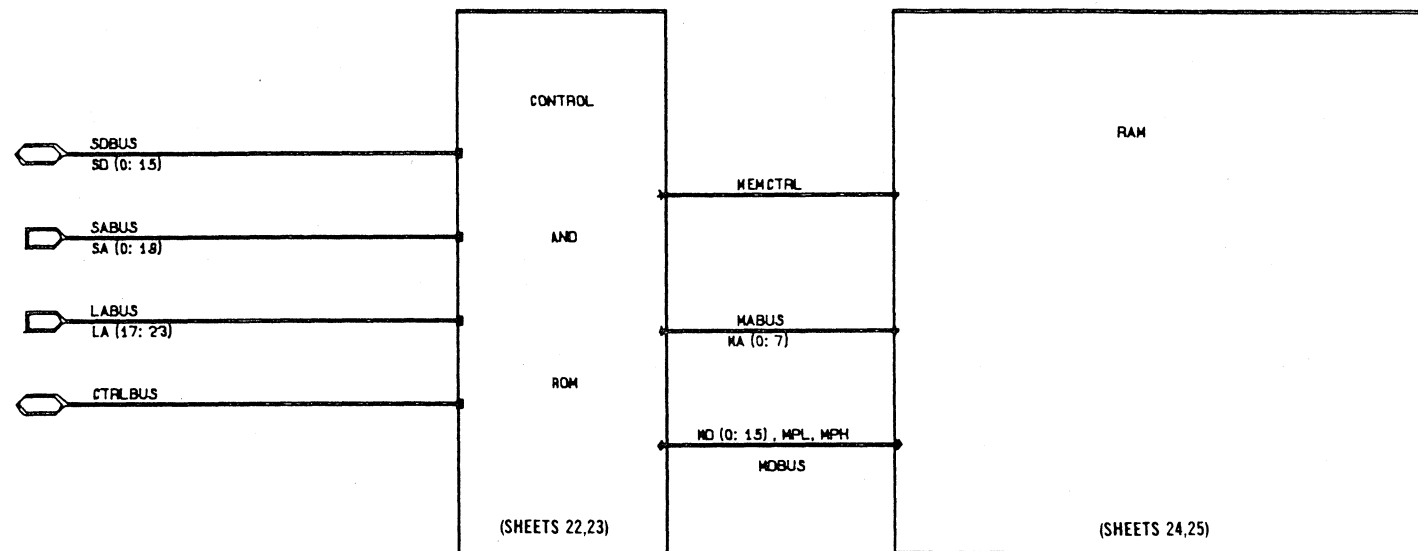 CONTROL
AND
ROM
(SHEETS 22,23)
RAM
(SHEETS 24,25)
SDBUS
SD (0: 15)
SABUS
SA (0: 19)
LABUS
LA (17: 23)
CTRLBUS
MEMCTRL
MABUS
MA (0: 7)
MD (0: 15), MPL, MPH
MDBUS